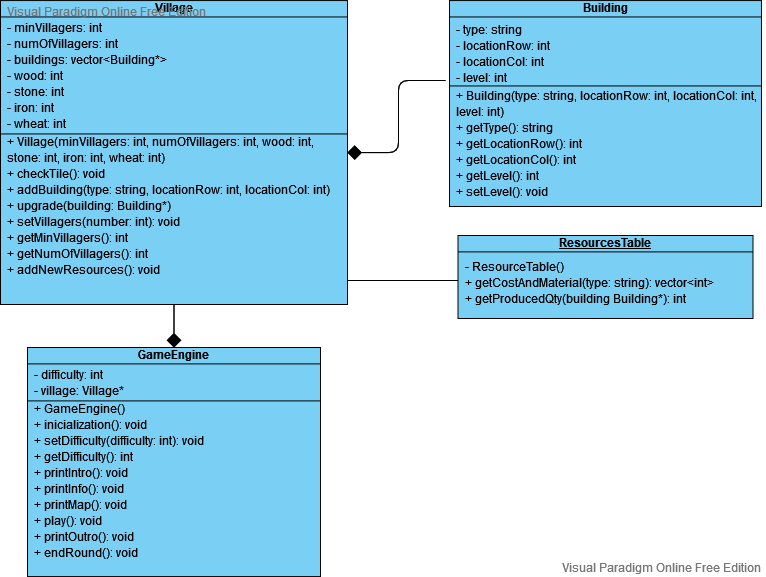 Visual Paradigm Online Free Edition
Village
- minVillagers: int
- numOfVillagers: int
- buildings: vector<Building*>
- wood: int
- stone: int
- iron: int
- wheat: int
+ Village(minVillagers: int, numOfVillagers: int, wood: int,
stone: int, iron: int, wheat: int)
+ checkTile(): void
+ addBuilding(type: string, locationRow: int, locationCol: int)
+ upgrade(building: Building*)
+ setVillagers(number: int): void
+ getMinVillagers(): int
+ getNumOfVillagers(): int
+ addNewResources(): void
Building
- type: string
- locationRow: int
- locationCol: int
- level: int
+ Building(type: string, locationRow: int, locationCol: int,
level: int)
+ getType(): string
+ getLocationRow(): int
+ getLocationCol(): int
+ getLevel(): int
+ setLevel(): void
ResourcesTable
- ResourceTable()
+ getCostAndMaterial(type: string): vector<int>
+ getProducedQty(building Building*): int
GameEngine
- difficulty: int
- village: Village*
+ GameEngine()
+ inicialization(): void
+ setDifficulty(difficulty: int): void
+ getDifficulty(): int
+ printIntro(): void
+ printInfo(): void
+ printMap(): void
+ play(): void
+ printOutro(): void
+ endRound(): void
Visual Paradigm Online Free Edition